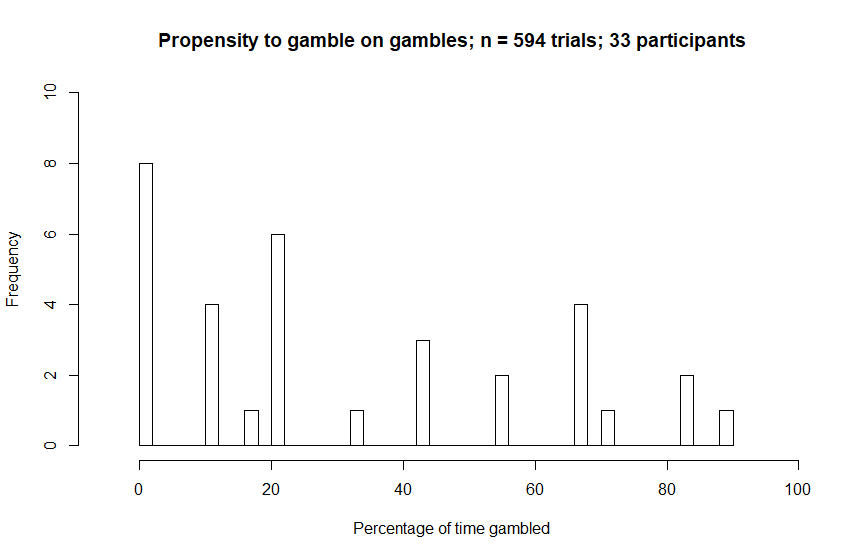 Propensity to gamble on gambles; n = 594 trials; 33 participants
10
8
6
4
2
0
Frequency
0 20 40 60 80 100
Percentage of time gambled